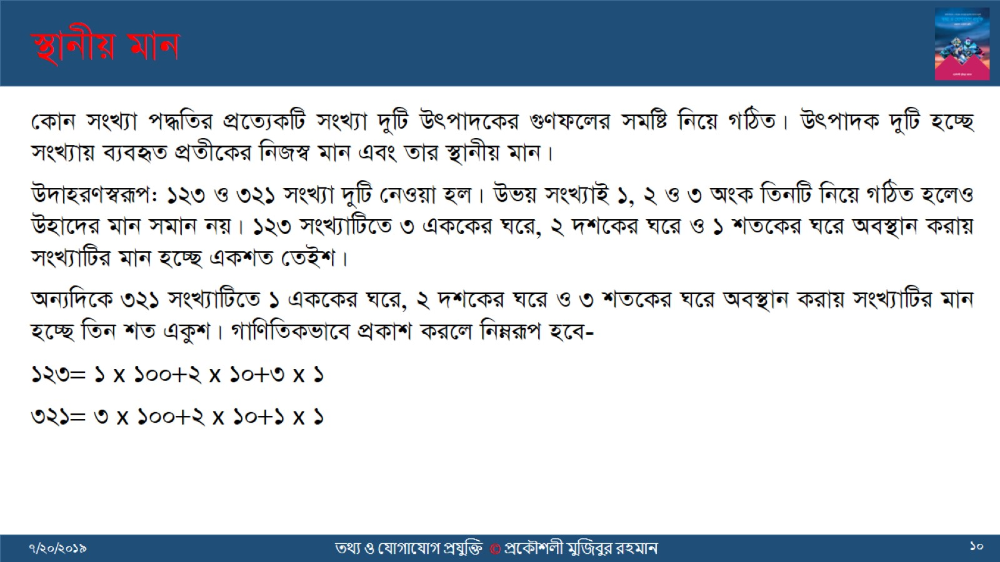 স্থানীয় মান
তথ্য ও যোগাযোগ প্রযুক্তি
কোন সংখ্যা পদ্ধতির প্রত্যেকটি সংখ্যা দুটি উৎপাদকের গুণফলের সমষ্টি নিয়ে গঠিত। উৎপাদক দুটি হচ্ছে
সংখ্যায় ব্যবহৃত প্রতীকের নিজস্ব মান এবং তার স্থানীয় মান।
উদাহরণস্বরূপ: ১২৩ ও ৩২১ সংখ্যা দুটি নেওয়া হল। উভয় সংখ্যাই ১, ২ ও ৩ অংক তিনটি নিয়ে গঠিত হলেও
উহাদের মান সমান নয়। ১২৩ সংখ্যাটিতে ৩ এককের ঘরে, ২ দশকের ঘরে ও ১ শতকের ঘরে অবস্থান করায়
সংখ্যাটির মান হচ্ছে একশত তেইশ।
অন্যদিকে ৩২১ সংখ্যাটিতে ১ এককের ঘরে, ২ দশকের ঘরে ও ৩ শতকের ঘরে অবস্থান করায় সংখ্যাটির মান
হচ্ছে তিন শত একুশ। গাণিতিকভাবে প্রকাশ করলে নিম্নরূপ হবে-
১২৩= ১ x ১০০+২ x ১০+৩ x ১
৩২১= ৩ x ১০০+২ x ১০+১ x ১
৭/২০/২০১৯
তথ্য ও যোগাযোগ প্রযুক্তি © প্রকৌশলী মুজিবুর রহমান
১০